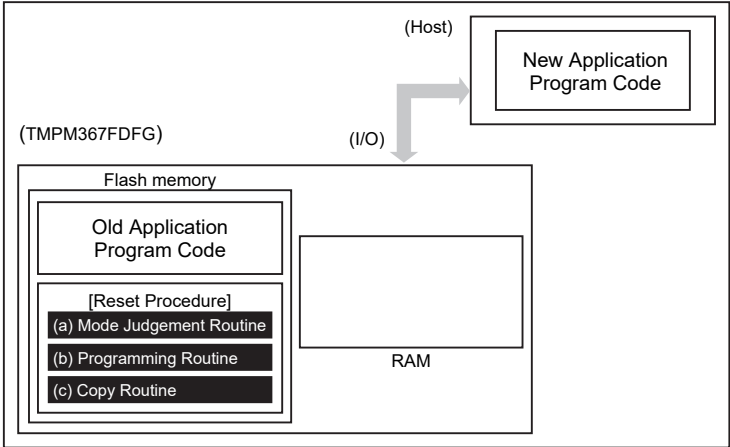 (Host)
New Application
Program Code
(TMPM367FDFG)
(I/O)
Flash memory
Old Application
Program Code
[Reset Procedure]
(a) Mode Judgement Routine
(b) Programming Routine
(c) Copy Routine
RAM